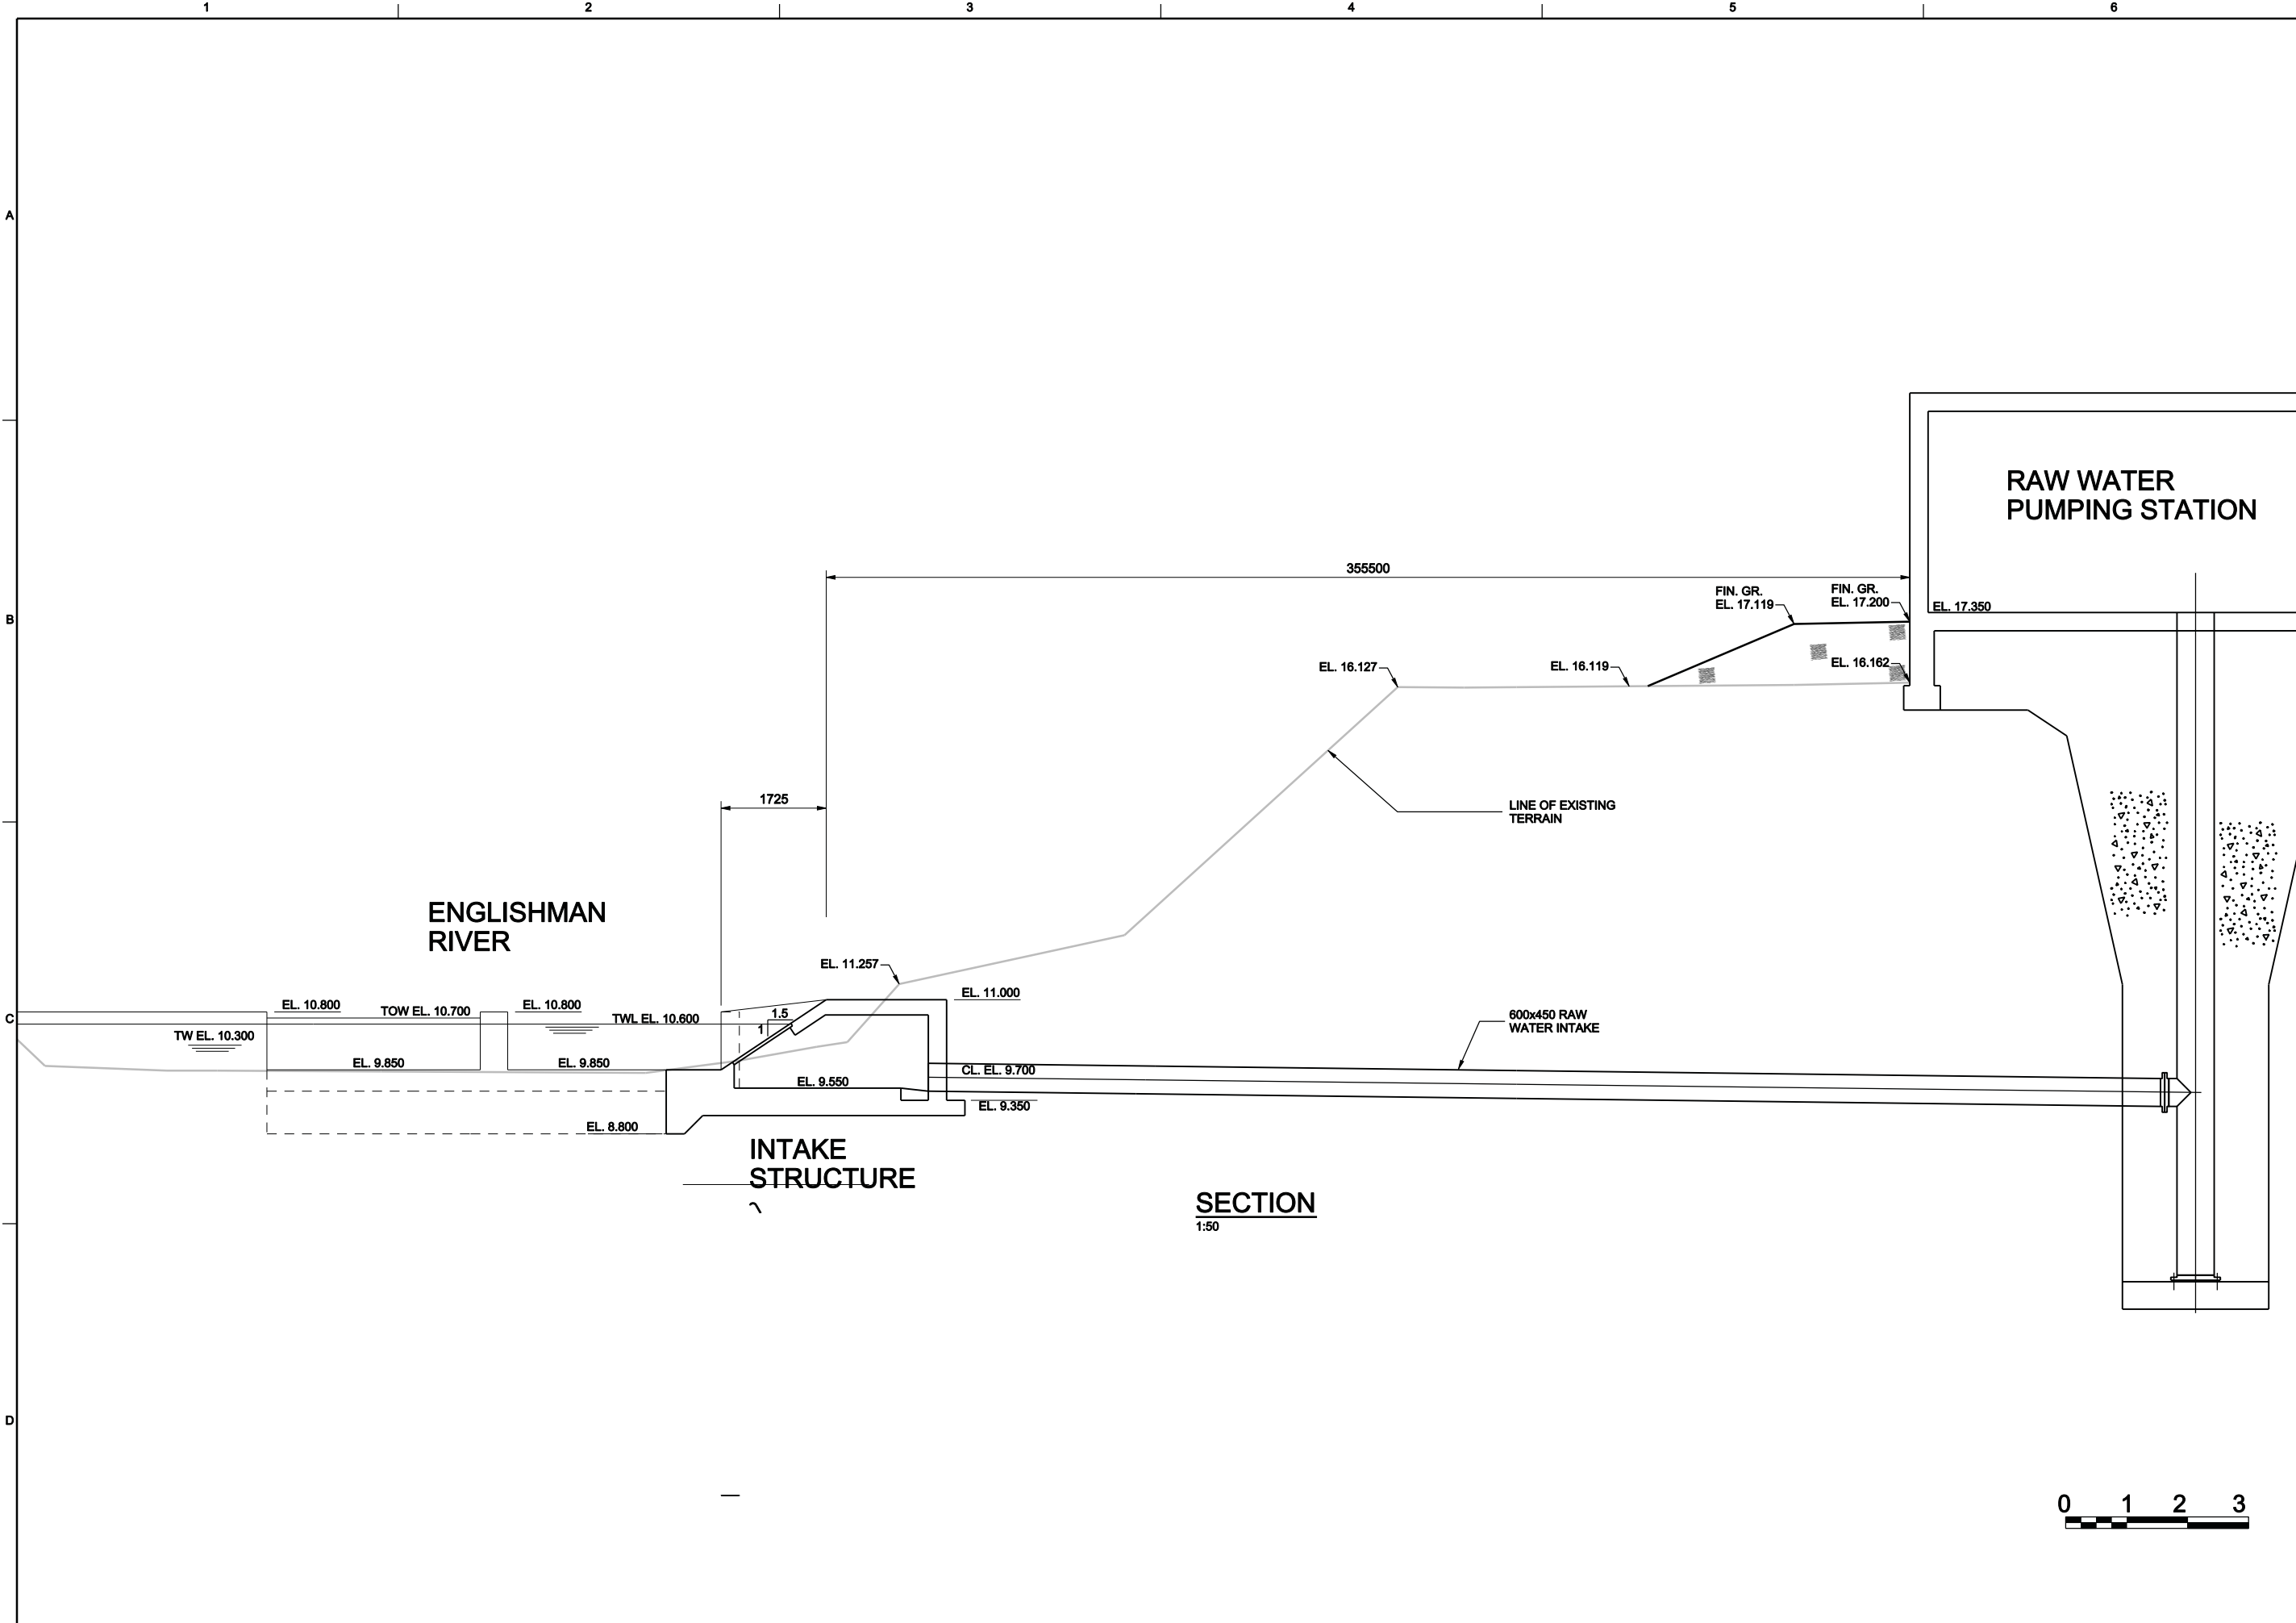 1 2 3 4 5 6
A
RAW WATER
PUMPING STATION
355500
FIN. GR.
EL. 17.119
FIN. GR.
EL. 17.200
EL. 17.350
B
EL. 16.127
EL. 16.119
EL. 16.162
1725
LINE OF EXISTING
TERRAIN
ENGLISHMAN
RIVER
EL. 11.257
EL. 11.000
EL. 10.800
TOW EL. 10.700
EL. 10.800
TWL EL. 10.600
1.5
1
C
TW EL. 10.300
600x450 RAW
WATER INTAKE
EL. 9.850
EL. 9.850
CL. EL. 9.700
EL. 9.550
EL. 9.350
EL. 8.800
INTAKE
STRUCTURE
SECTION
1:50
D
0 1 2 3